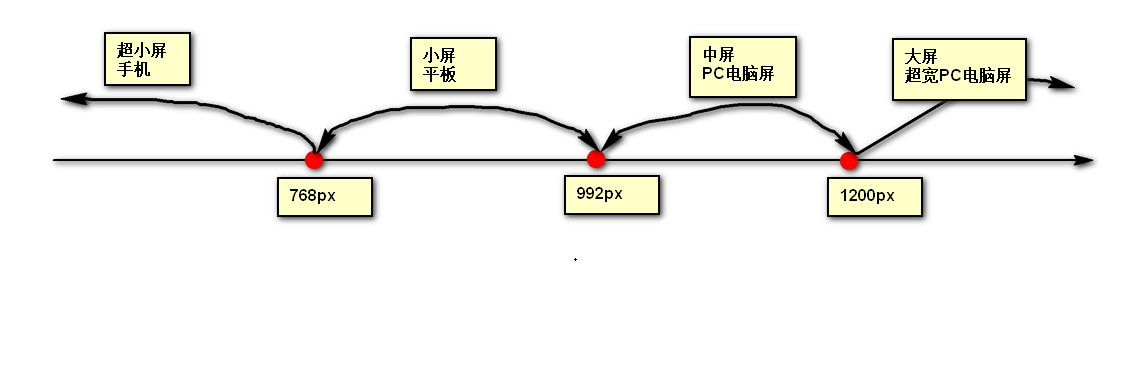 超小屏
手机
小屏
平板
中屏
PC电脑屏
大屏
超宽PC电脑屏
768px
992px
1200px